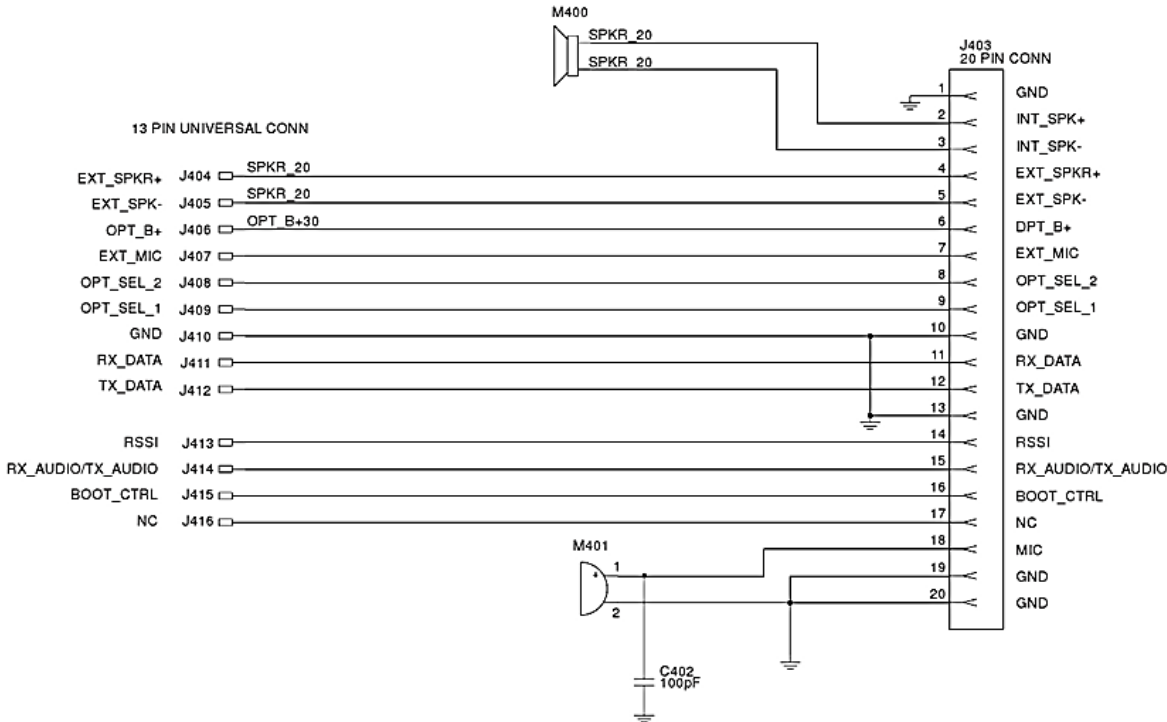 M400
SPKR_20
SPKR_20
J403
20 PIN CONN
13 PIN UNIVERSAL CONN
1 GND
2 INT_SPK+
3 INT_SPK-
EXT_SPKR+ J404 SPKR_20 4 EXT_SPKR+
EXT_SPK- J405 SPKR_20 5 EXT_SPK-
OPT_B+ J406 OPT_B+30 6 DPT_B+
EXT_MIC J407 7 EXT_MIC
OPT_SEL_2 J408 8 OPT_SEL_2
OPT_SEL_1 J409 9 OPT_SEL_1
GND J410 10 GND
RX_DATA J411 11 RX_DATA
TX_DATA J412 12 TX_DATA
13 GND
RSSI J413 14 RSSI
RX_AUDIO/TX_AUDIO J414 15 RX_AUDIO/TX_AUDIO
BOOT_CTRL J415 16 BOOT_CTRL
NC J416 17 NC
18 MIC
M401
+ 1 19 GND
2 20 GND
C402
100pF